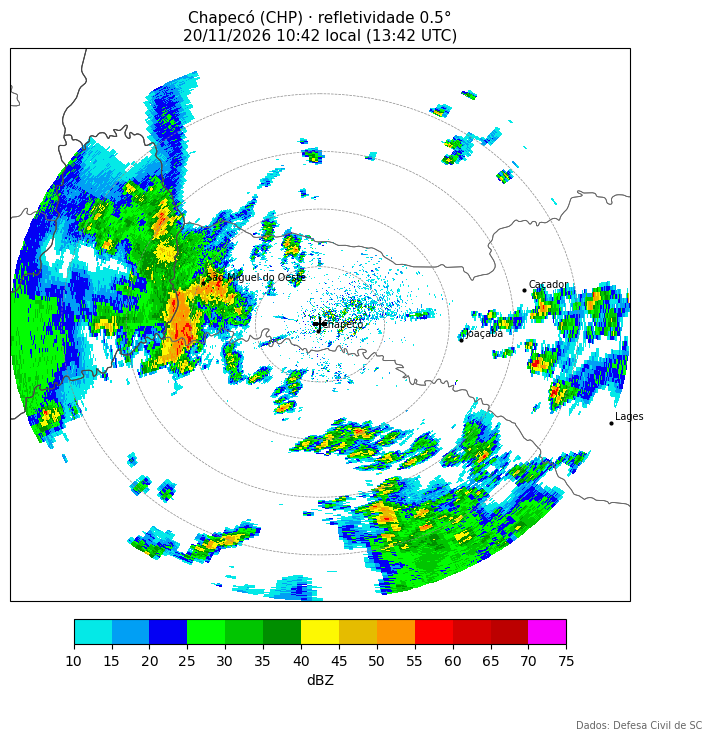 Chapecó (CHP) · refletividade 0.5°
20/11/2026 10:42 local (13:42 UTC)
São Miguel do Oeste
Caçador
Chapecó
Joaçaba
Lages
10 15 20 25 30 35 40 45 50 55 60 65 70 75
dBZ
Dados: Defesa Civil de SC